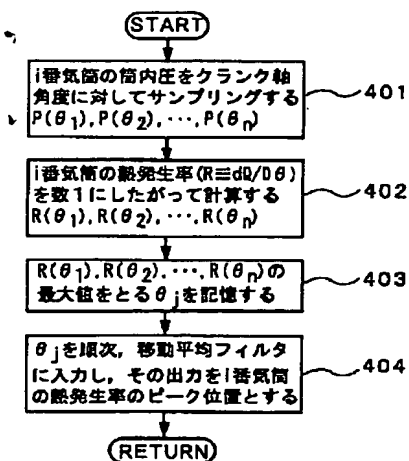 START
i番気筒の筒内圧をクランク軸
角度に対してサンプリングする
P(θ1),P(θ2),・・・,P(θn)
401
i番気筒の熱発生率(R≡dQ/Dθ)
を数1にしたがって計算する
R(θ1),R(θ2),・・・,R(θn)
402
R(θ1),R(θ2),・・・,R(θn)の
最大値をとるθjを記憶する
403
θjを順次,移動平均フィルタ
に入力し,その出力をi番気筒
の熱発生率のピーク位置とする
404
RETURN